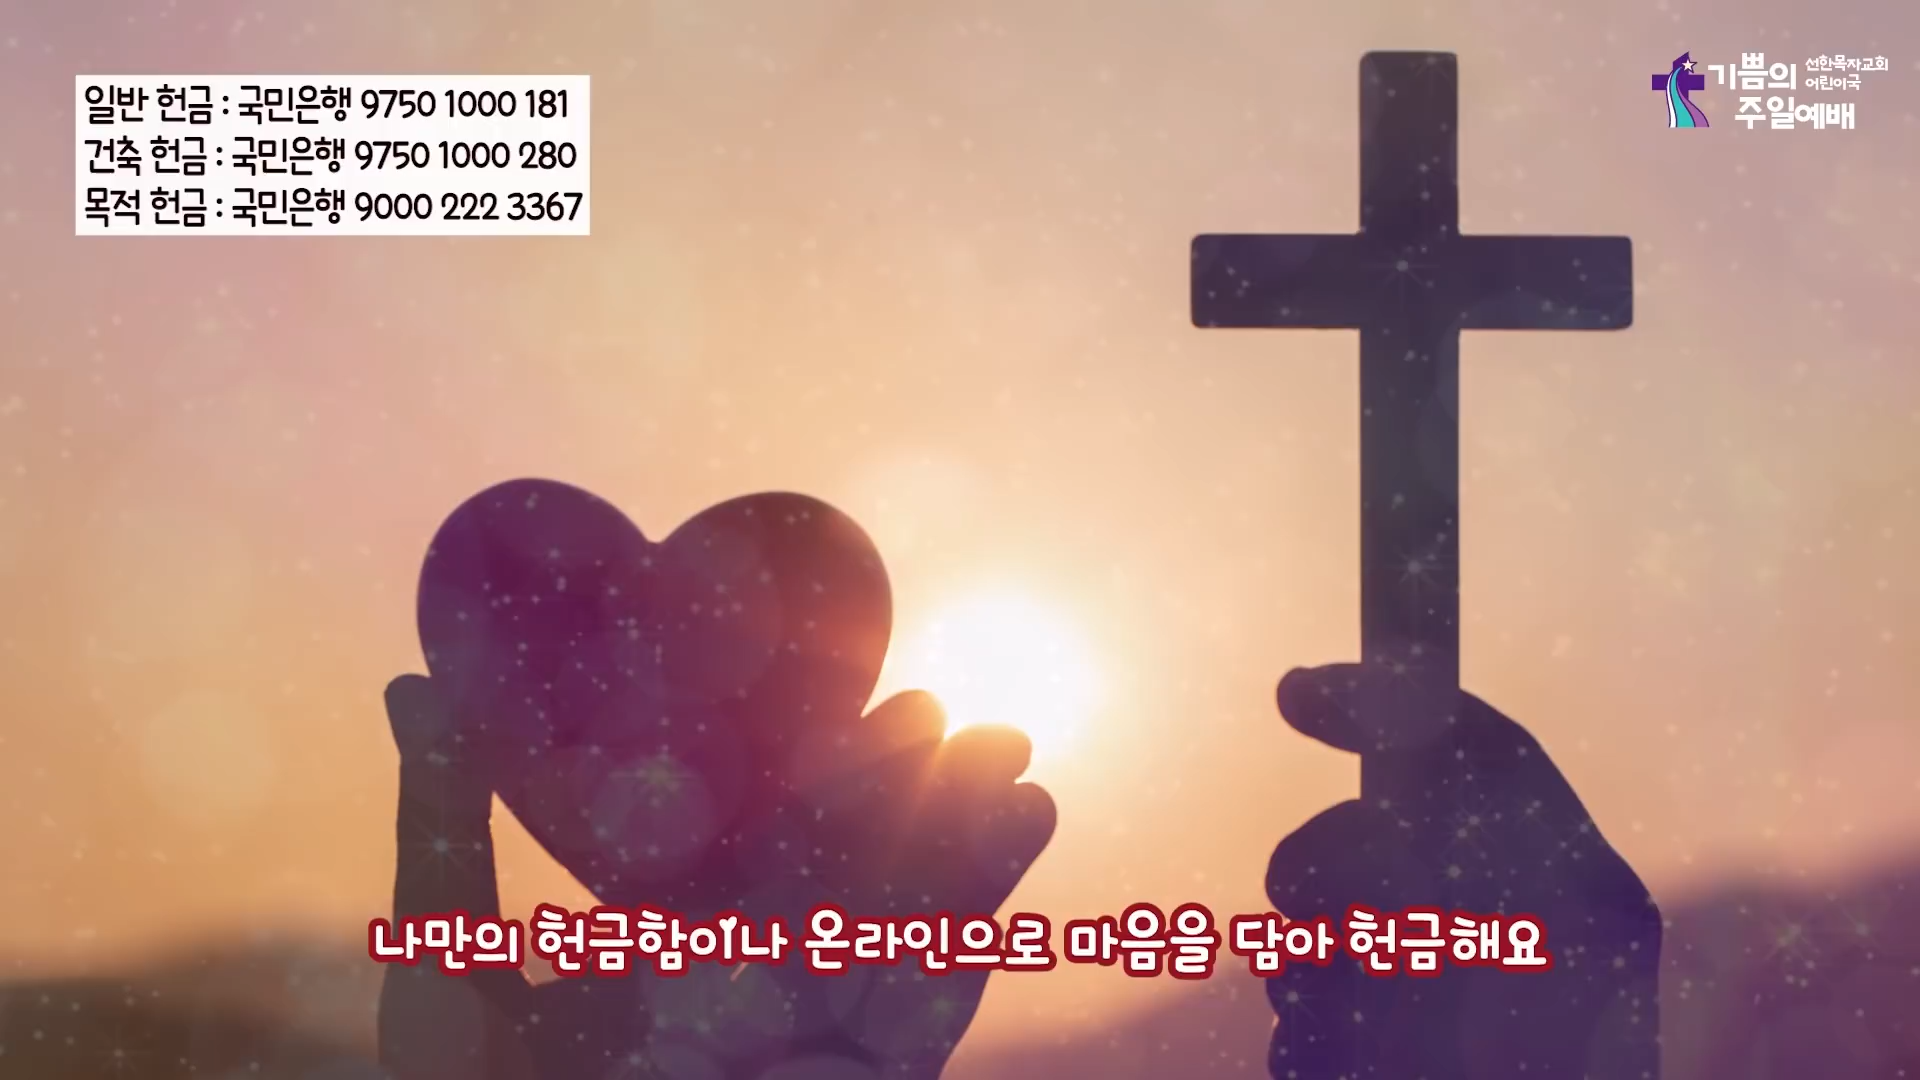 일반 헌금 : 국민은행 9750 1000 181
건축 헌금 : 국민은행 9750 1000 280
목적 헌금 : 국민은행 9000 222 3367
기쁨의 선한목자교회
어린이국
주일예배
나만의 헌금함이나 온라인으로 마음을 담아 헌금해요